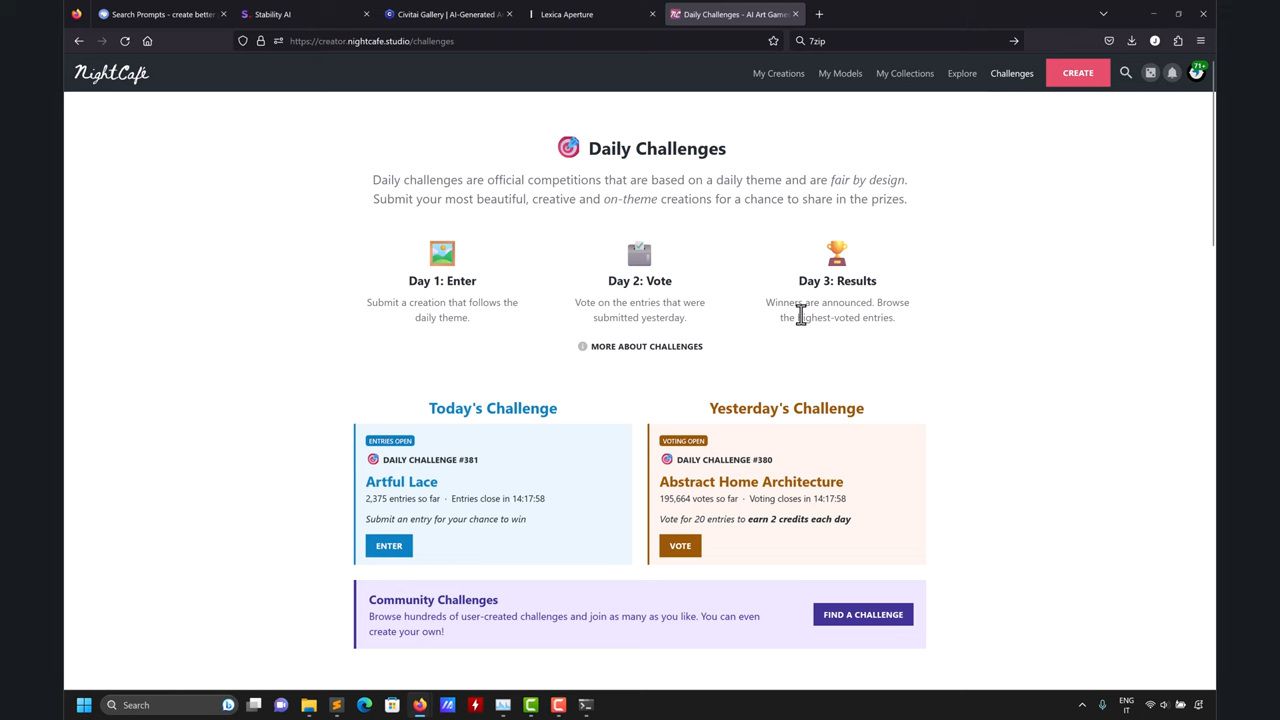 Search Prompts - create better
Stability AI
Civitai Gallery | AI-Generated A
Lexica Aperture
Daily Challenges - AI Art Game
https://creator.nightcafe.studio/challenges
7zip
NightCafe
My Creations
My Models
My Collections
Explore
Challenges
CREATE
71+
Daily Challenges
Daily challenges are official competitions that are based on a daily theme and are fair by design.
Submit your most beautiful, creative and on-theme creations for a chance to share in the prizes.
Day 1: Enter
Submit a creation that follows the
daily theme.
Day 2: Vote
Vote on the entries that were
submitted yesterday.
Day 3: Results
Winners are announced. Browse
the highest-voted entries.
MORE ABOUT CHALLENGES
Today's Challenge
ENTRIES OPEN
DAILY CHALLENGE #381
Artful Lace
2,375 entries so far · Entries close in 14:17:58
Submit an entry for your chance to win
ENTER
Yesterday's Challenge
VOTING OPEN
DAILY CHALLENGE #380
Abstract Home Architecture
195,664 votes so far · Voting closes in 14:17:58
Vote for 20 entries to earn 2 credits each day
VOTE
Community Challenges
Browse hundreds of user-created challenges and join as many as you like. You can even
create your own!
FIND A CHALLENGE
Search
ENG
IT